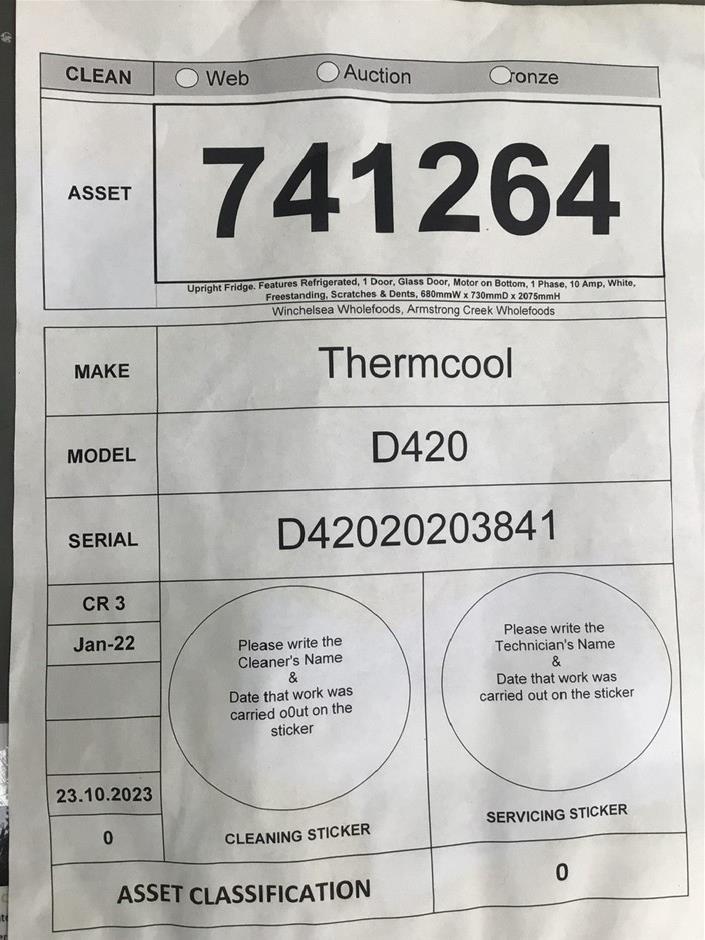 CLEAN Web Auction ronze
ASSET
741264
Upright Fridge. Features Refrigerated, 1 Door, Glass Door, Motor on Bottom, 1 Phase, 10 Amp, White,
Freestanding, Scratches & Dents, 680mmW x 730mmD x 2075mmH
Winchelsea Wholefoods, Armstrong Creek Wholefoods
MAKE Thermcool
MODEL D420
SERIAL D42020203841
CR 3
Jan-22
23.10.2023
0
Please write the
Cleaner's Name
&
Date that work was
carried o0ut on the
sticker
CLEANING STICKER
Please write the
Technician's Name
&
Date that work was
carried out on the sticker
SERVICING STICKER
ASSET CLASSIFICATION 0